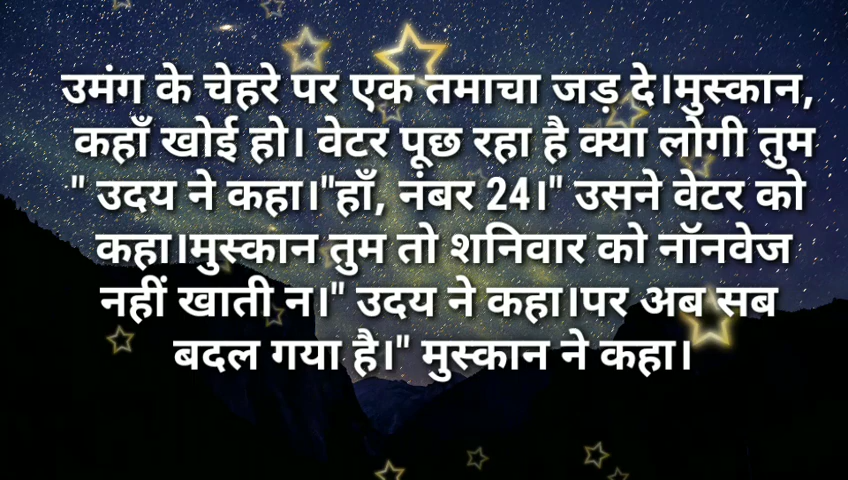 उमंग के चेहरे पर एक तमाचा जड़ दे।मुस्कान,
कहाँ खोई हो। वेटर पूछ रहा है क्या लोगी तुम
" उदय ने कहा।"हाँ, नंबर 24।" उसने वेटर को
कहा।मुस्कान तुम तो शनिवार को नॉनवेज
नहीं खाती न।" उदय ने कहा।पर अब सब
बदल गया है।" मुस्कान ने कहा।